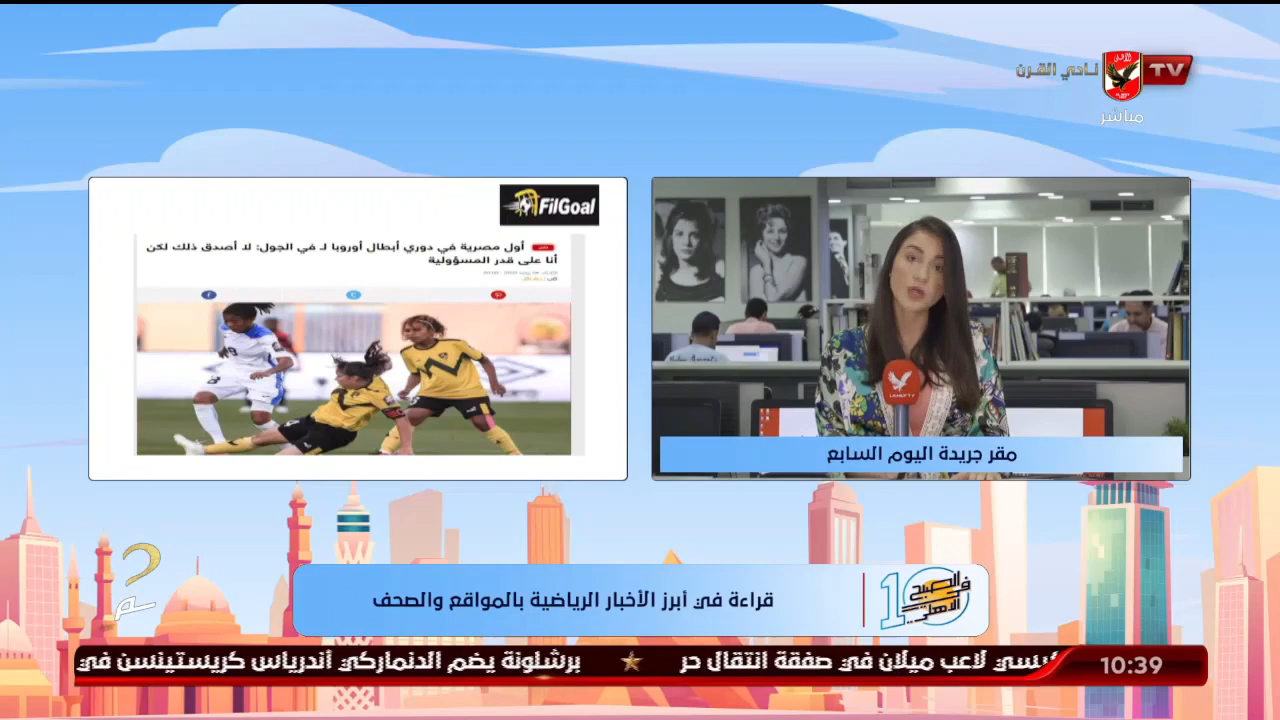 نادي القرن
TV
مباشر
FilGoal
أول مصرية في دوري أبطال أوروبا لـ في الجول: لا أصدق ذلك لكن
أنا على قدر المسؤولية
مقر جريدة اليوم السابع
10
في الصبح
الأهلي
قراءة في أبرز الأخبار الرياضية بالمواقع والصحف
كيسي لاعب ميلان في صفقة انتقال حر
برشلونة يضم الدنماركي أندرياس كريستينسن في
10:39